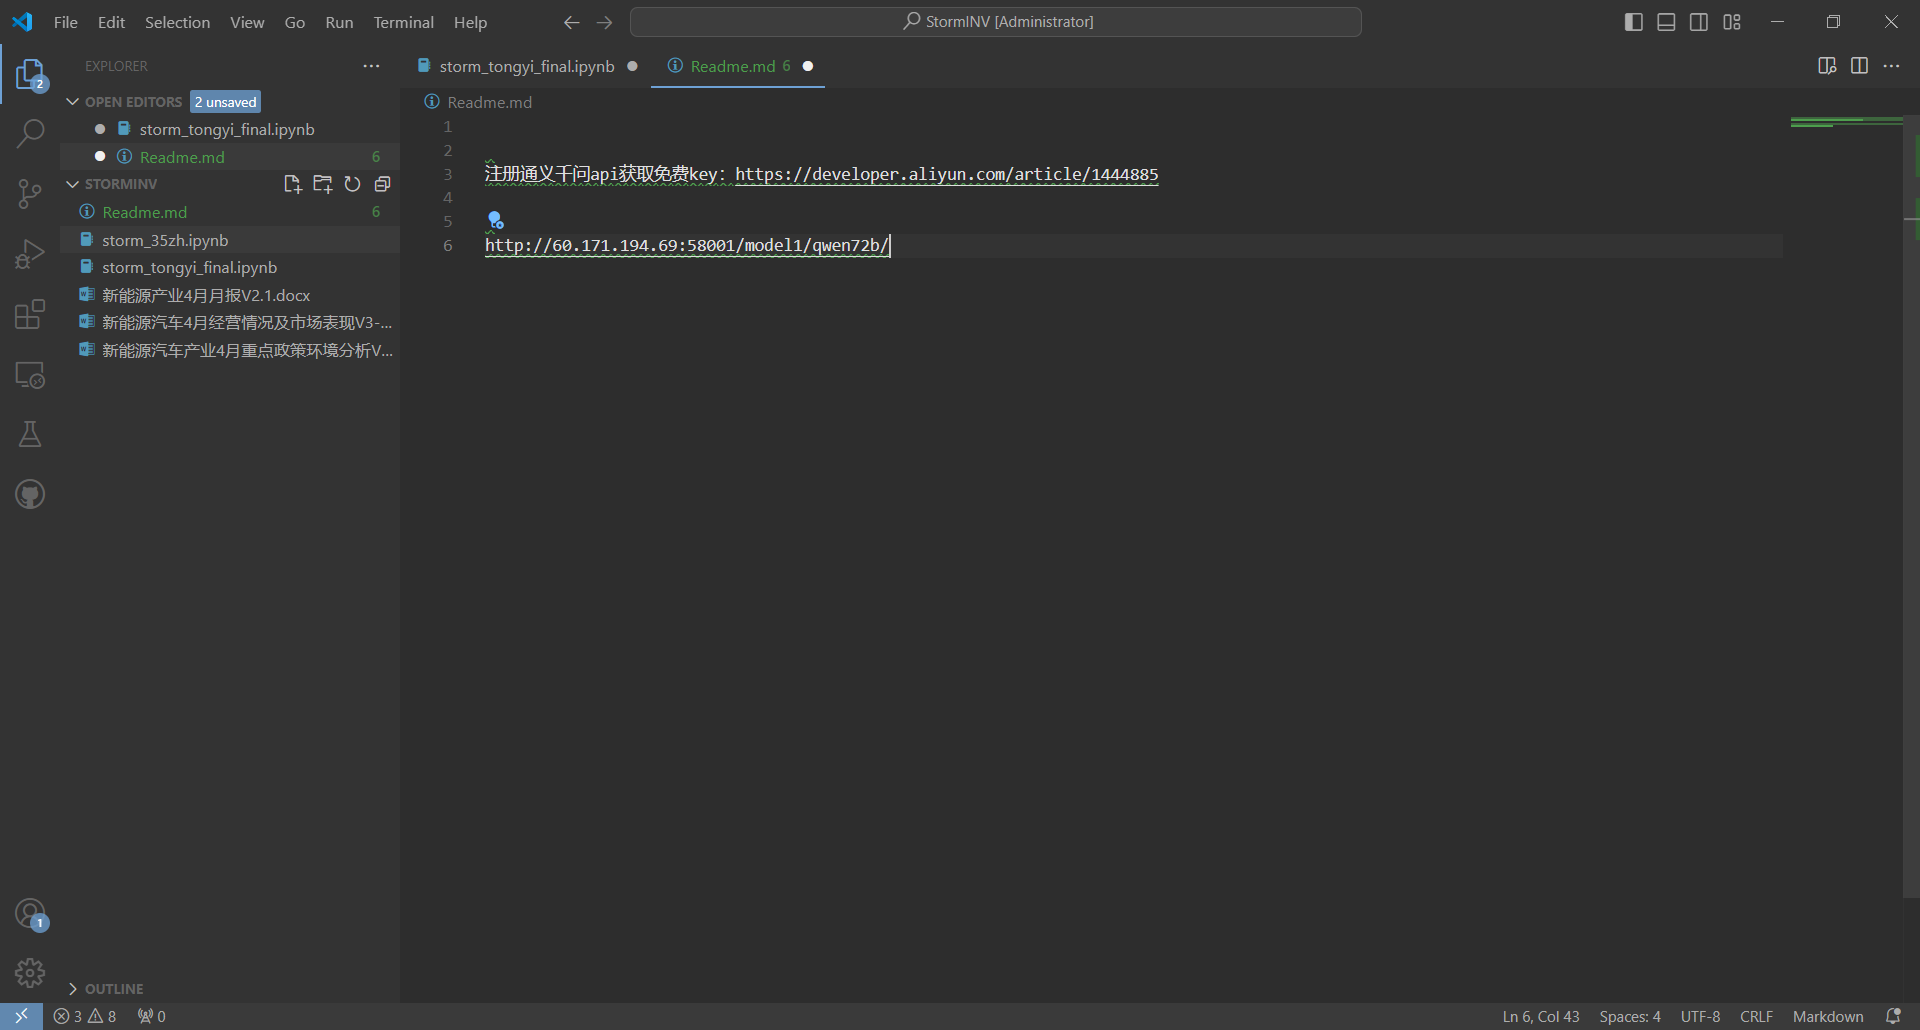 File Edit Selection View Go Run Terminal Help
StormINV [Administrator]
EXPLORER
storm_tongyi_final.ipynb
Readme.md 6
OPEN EDITORS 2 unsaved
storm_tongyi_final.ipynb
Readme.md 6
STORMINV
Readme.md 6
storm_35zh.ipynb
storm_tongyi_final.ipynb
新能源产业4月月报V2.1.docx
新能源汽车4月经营情况及市场表现V3-...
新能源汽车产业4月重点政策环境分析V...
OUTLINE
2
1
Readme.md
1
2
3 注册通义千问api获取免费key：https://developer.aliyun.com/article/1444885
4
5
6 http://60.171.194.69:58001/model1/qwen72b/
3 8 0
Ln 6, Col 43 Spaces: 4 UTF-8 CRLF Markdown